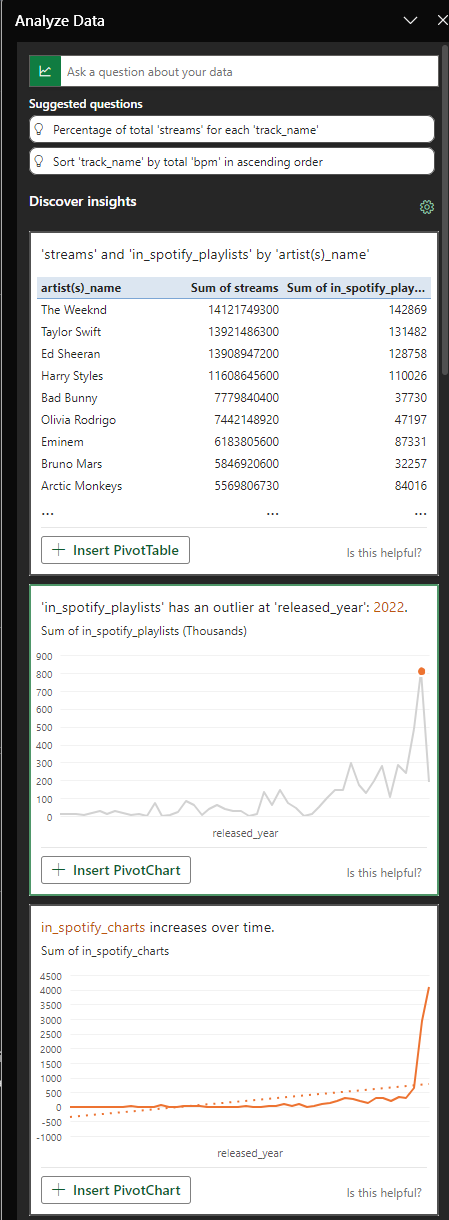 Analyze Data
Ask a question about your data
Suggested questions
Percentage of total 'streams' for each 'track_name'
Sort 'track_name' by total 'bpm' in ascending order
Discover insights
'streams' and 'in_spotify_playlists' by 'artist(s)_name'
artist(s)_name Sum of streams Sum of in_spotify_play...
The Weeknd 14121749300 142869
Taylor Swift 13921486300 131482
Ed Sheeran 13908947200 128758
Harry Styles 11608645600 110026
Bad Bunny 7779840400 37730
Olivia Rodrigo 7442148920 47197
Eminem 6183805600 87331
Bruno Mars 5846920600 32257
Arctic Monkeys 5569806730 84016
... ... ...
+ Insert PivotTable Is this helpful?
'in_spotify_playlists' has an outlier at 'released_year': 2022.
Sum of in_spotify_playlists (Thousands)
900
800
700
600
500
400
300
200
100
0
released_year
+ Insert PivotChart Is this helpful?
in_spotify_charts increases over time.
Sum of in_spotify_charts
4500
4000
3500
3000
2500
2000
1500
1000
500
0
-500
-1000
released_year
+ Insert PivotChart Is this helpful?